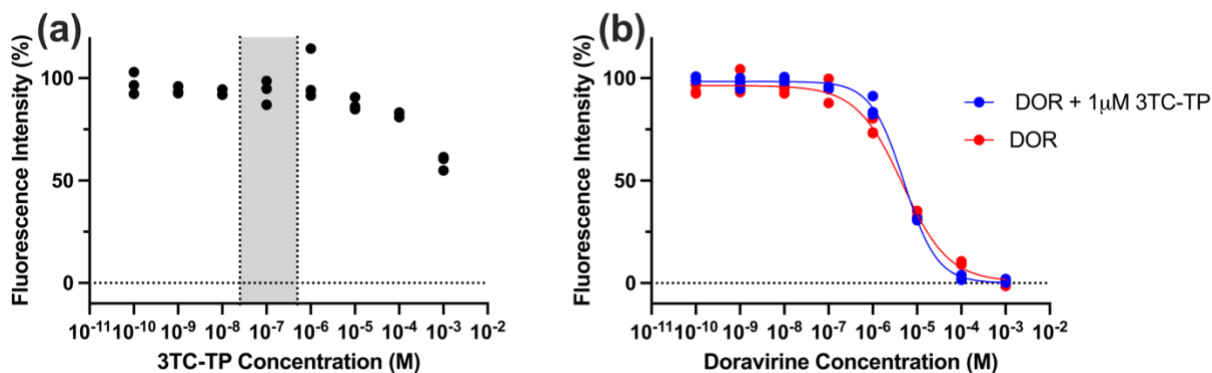 (a)
Fluorescence Intensity (%)
100
50
0
10⁻¹¹ 10⁻¹⁰ 10⁻⁹ 10⁻⁸ 10⁻⁷ 10⁻⁶ 10⁻⁵ 10⁻⁴ 10⁻³ 10⁻²
3TC-TP Concentration (M)
(b)
Fluorescence Intensity (%)
100
50
0
10⁻¹¹ 10⁻¹⁰ 10⁻⁹ 10⁻⁸ 10⁻⁷ 10⁻⁶ 10⁻⁵ 10⁻⁴ 10⁻³ 10⁻²
Doravirine Concentration (M)
DOR + 1μM 3TC-TP
DOR